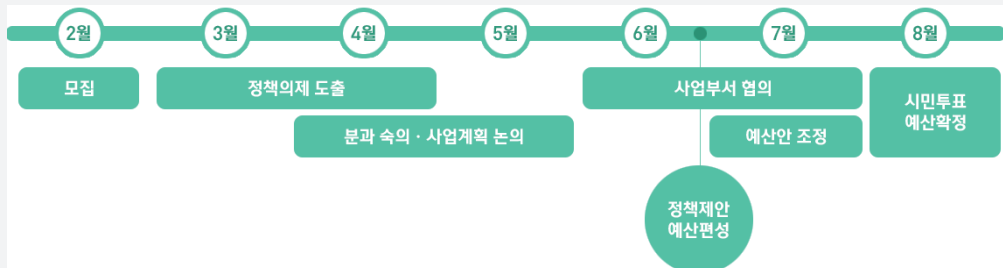 2월
3월
4월
5월
6월
7월
8월
모집
정책의제 도출
사업부서 협의
시민투표
예산확정
분과 숙의 · 사업계획 논의
예산안 조정
정책제안
예산편성